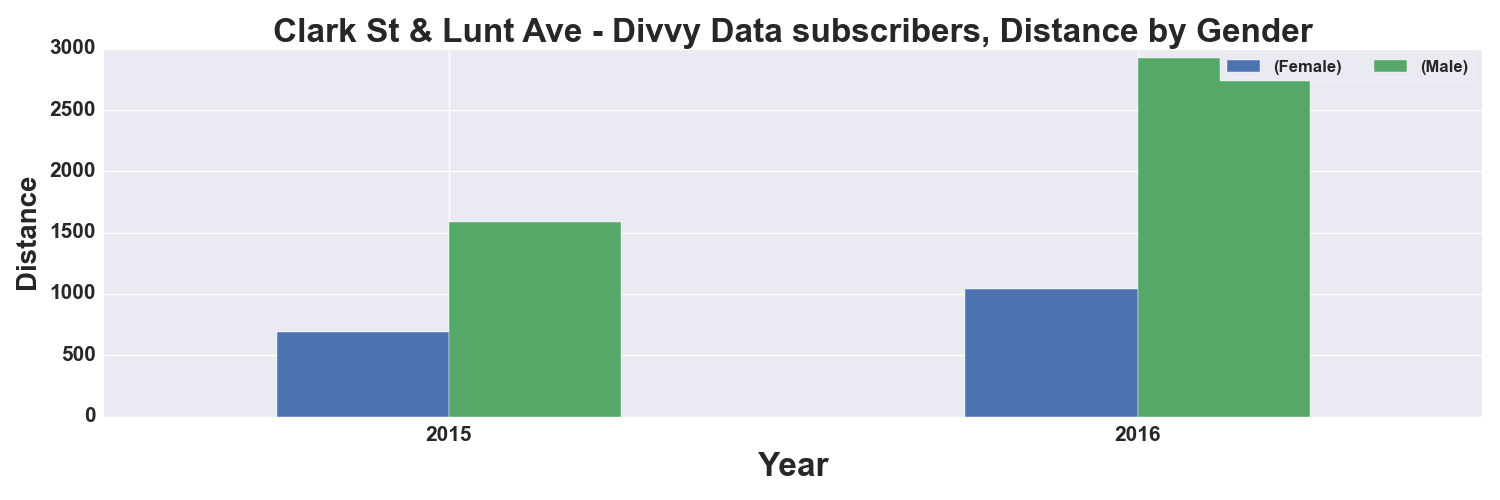 Clark St & Lunt Ave - Divvy Data subscribers, Distance by Gender
(Female) (Male)
3000
2500
2000
1500
1000
500
0
Distance
2015 2016
Year